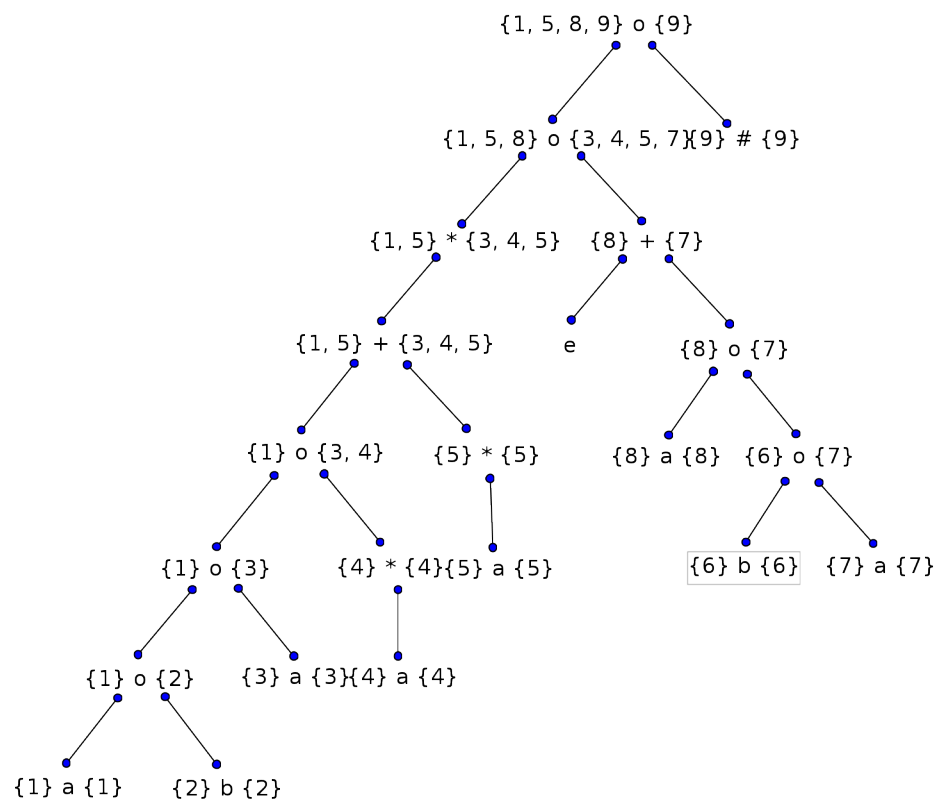 {1, 5, 8, 9} o {9}
{1, 5, 8} o {3, 4, 5, 7}
{9} # {9}
{1, 5} * {3, 4, 5}
{8} + {7}
{1, 5} + {3, 4, 5}
e
{8} o {7}
{1} o {3, 4}
{5} * {5}
{8} a {8}
{6} o {7}
{1} o {3}
{4} * {4}
{5} a {5}
{6} b {6}
{7} a {7}
{1} o {2}
{3} a {3}
{4} a {4}
{1} a {1}
{2} b {2}